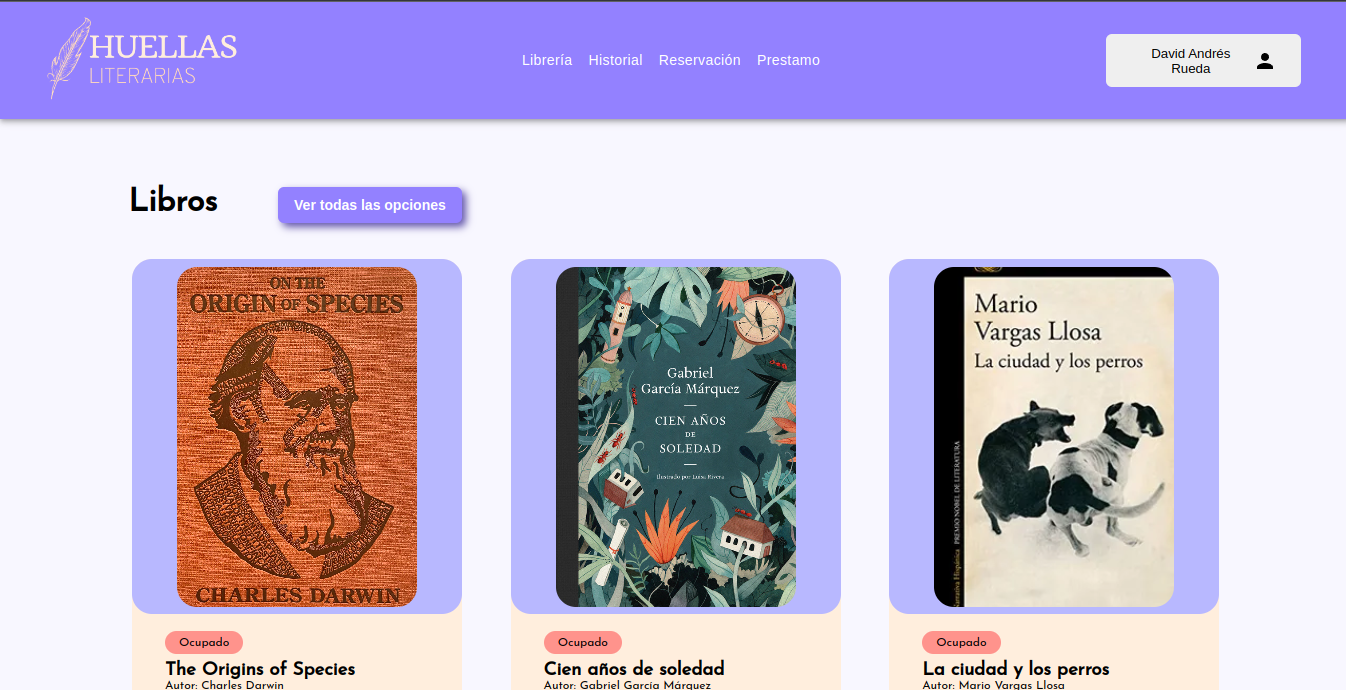 HUELLAS
LITERARIAS
Librería Historial Reservación Prestamo
David Andrés
Rueda
Libros
Ver todas las opciones
ON THE
ORIGIN OF SPECIES
CHARLES DARWIN
Gabriel
García Márquez
CIEN AÑOS
DE
SOLEDAD
Ilustrado por Luisa Rivera
Mario
Vargas Llosa
La ciudad y los perros
PREMIO NOBEL DE LITERATURA
Narrativa Hispánica
Ocupado
The Origins of Species
Autor: Charles Darwin
Ocupado
Cien años de soledad
Autor: Gabriel García Márquez
Ocupado
La ciudad y los perros
Autor: Mario Vargas Llosa